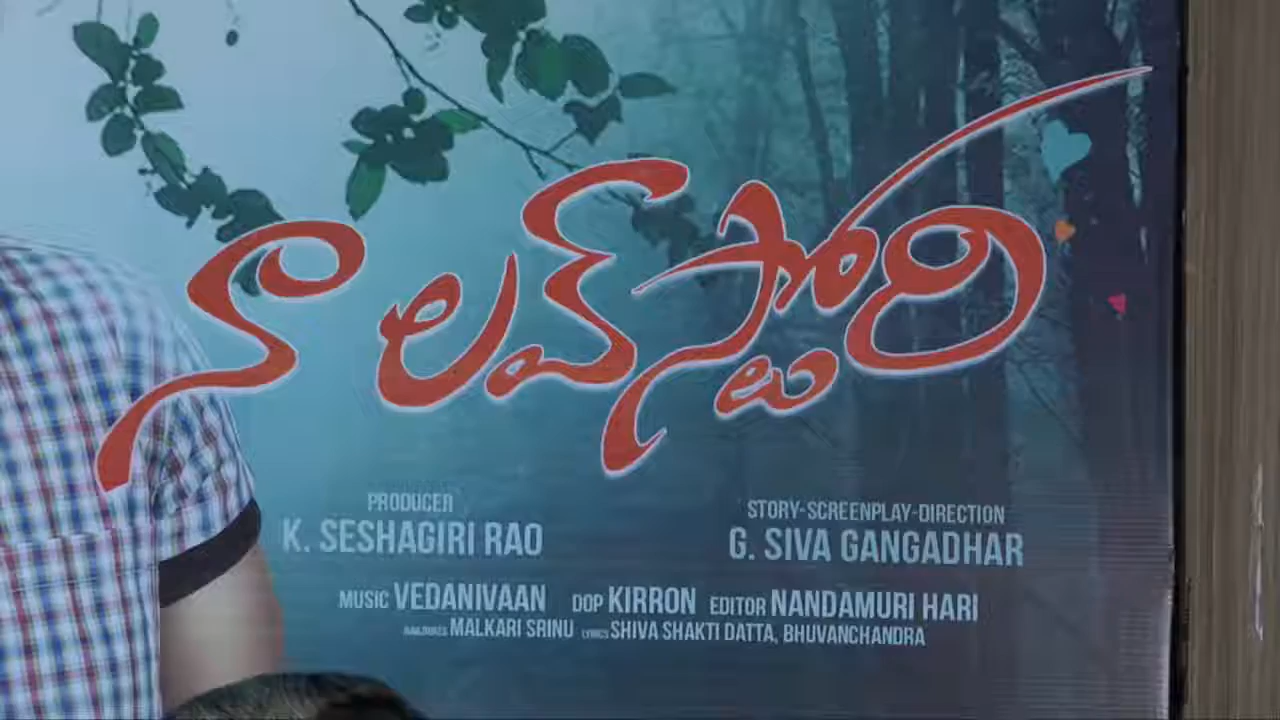 నా లవ్ స్టోరి
PRODUCER
K. SESHAGIRI RAO
STORY-SCREENPLAY-DIRECTION
G. SIVA GANGADHAR
MUSIC VEDANIVAAN DOP KIRRON EDITOR NANDAMURI HARI
MALKARI SRINU LYRICS SHIVA SHAKTI DATTA, BHUVANCHANDRA